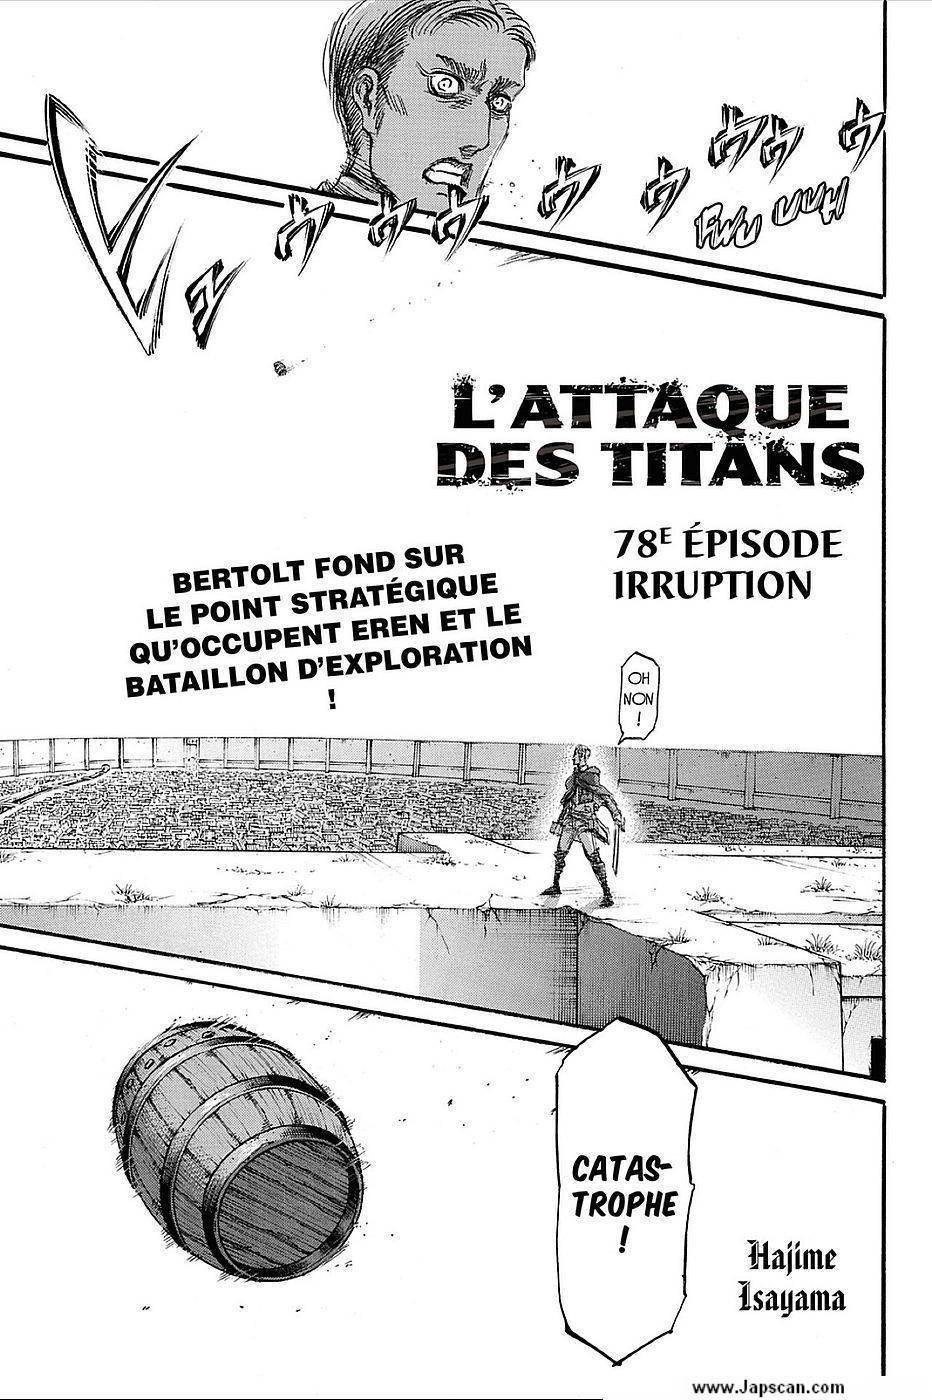 ヒュウウウウウウウウ
FWU UUH
L'ATTAQUE
DES TITANS
78E ÉPISODE
IRRUPTION
BERTOLT FOND SUR
LE POINT STRATÉGIQUE
QU'OCCUPENT EREN ET LE
BATAILLON D'EXPLORATION
!
OH
NON
!
CATAS-
TROPHE
!
Hajime
Isayama
www.Japscan.com